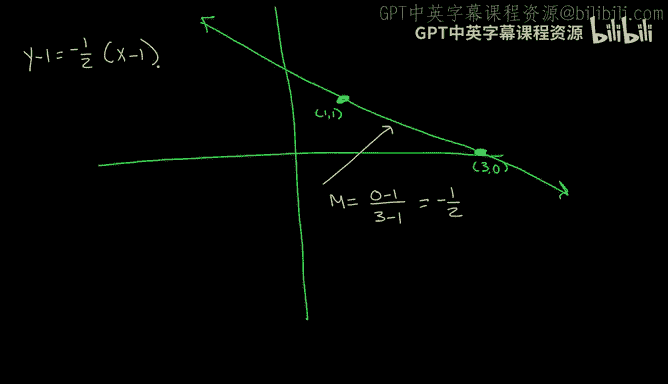 GPT中英字幕课程资源@bilibili.com
GPT中英字幕课程资源 bilibili
y-1=-1/2 (x-1).
(1,1)
(3,0)
M= 0-1/3-1 = -1/2